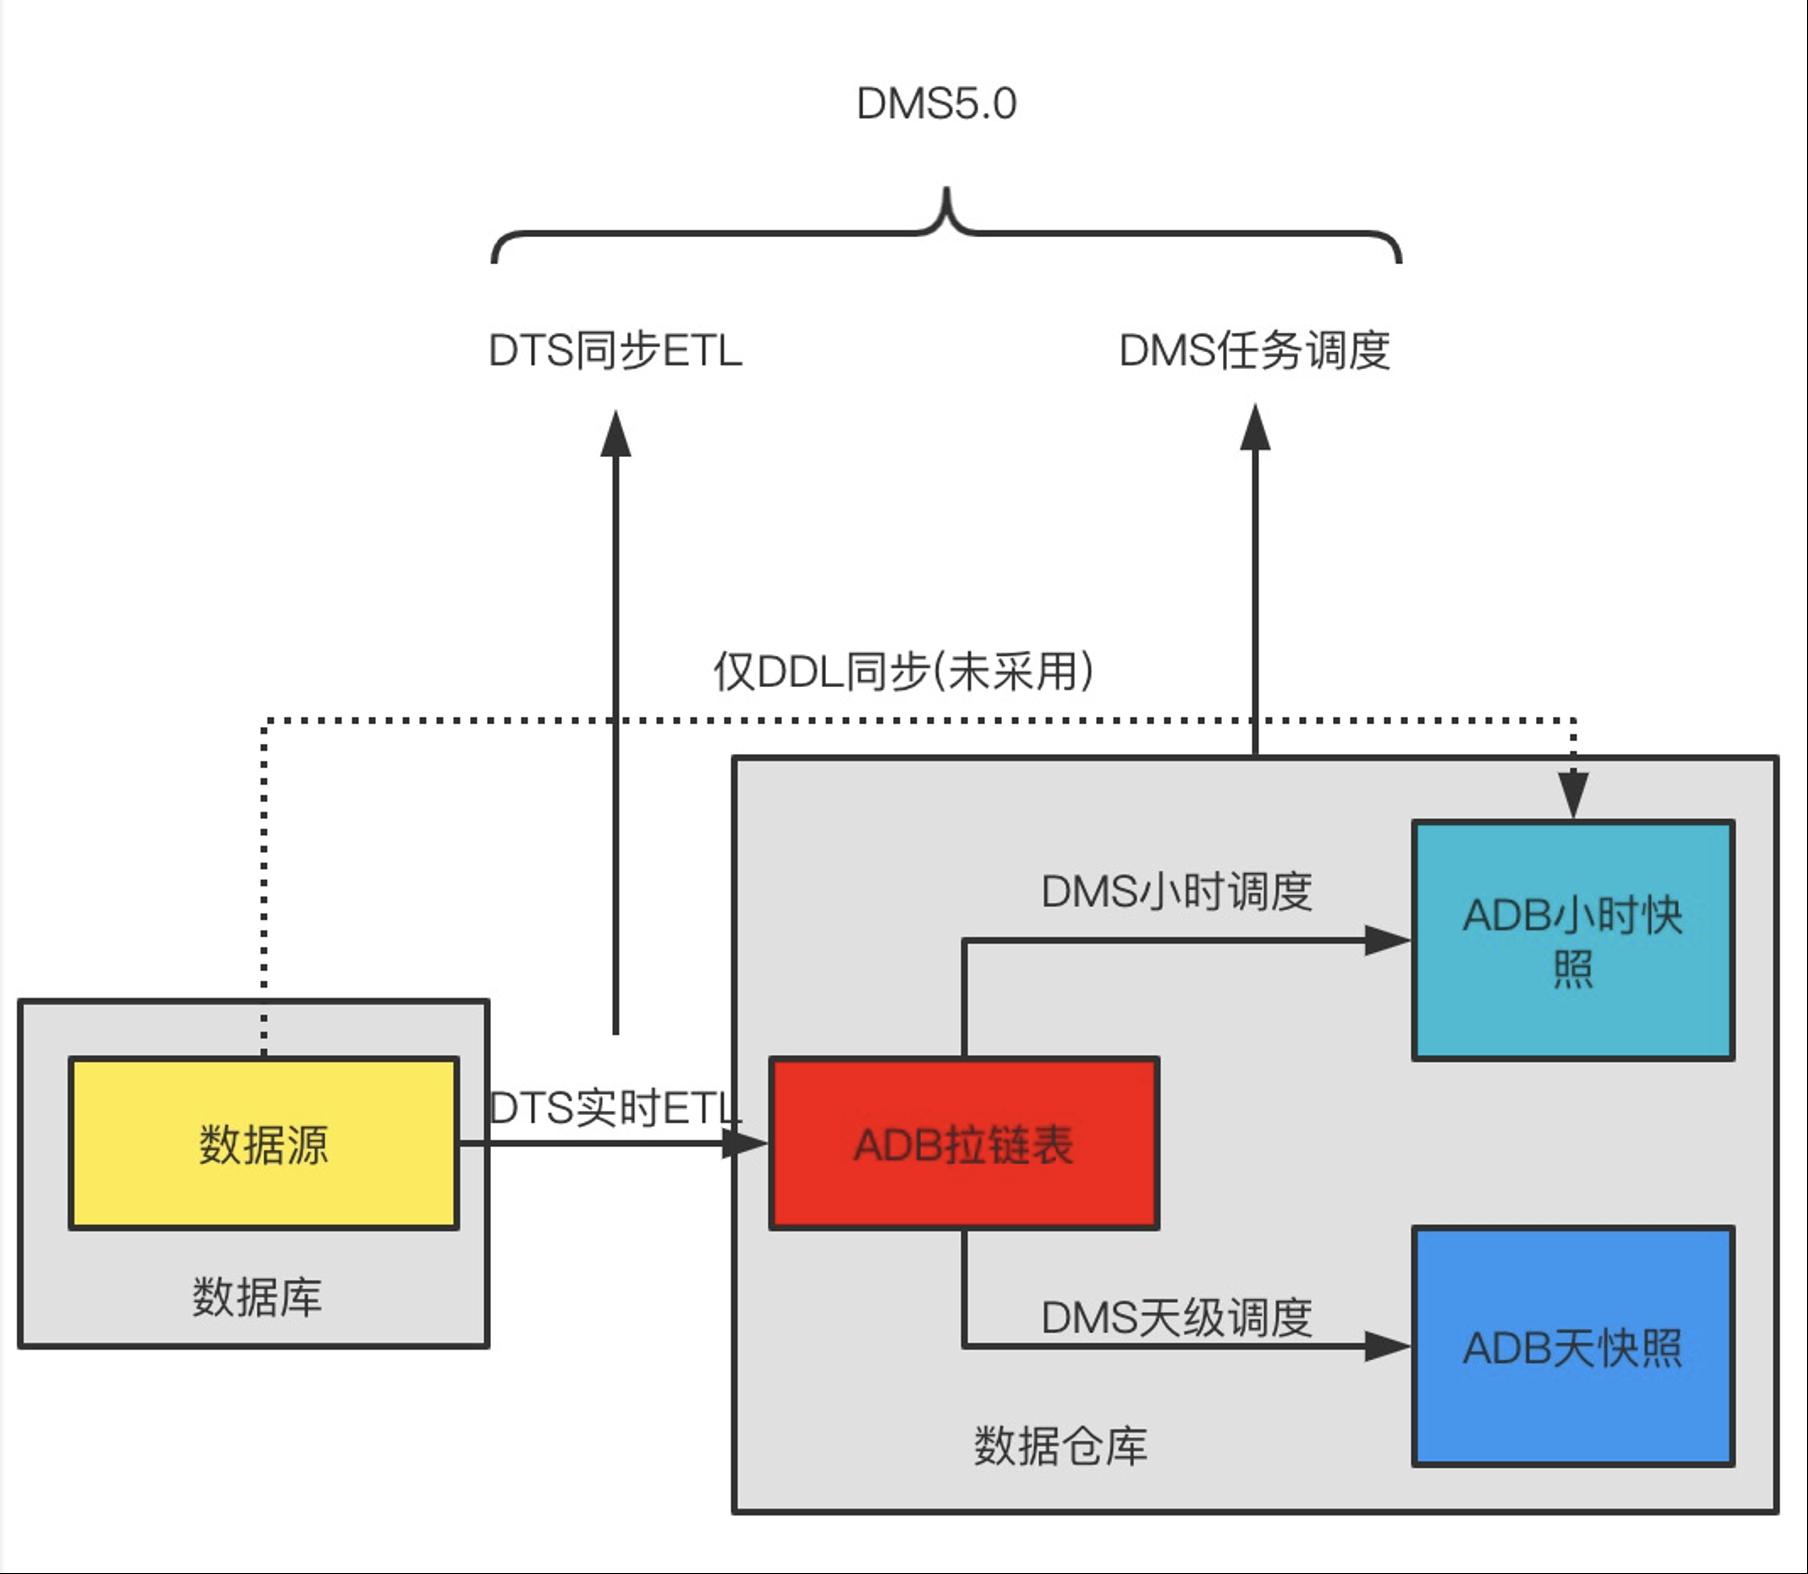 DMS5.0
DTS同步ETL
DMS任务调度
仅DDL同步(未采用)
DMS小时调度
ADB小时快
照
DTS实时ETL
数据源
ADB拉链表
数据库
DMS天级调度
ADB天快照
数据仓库